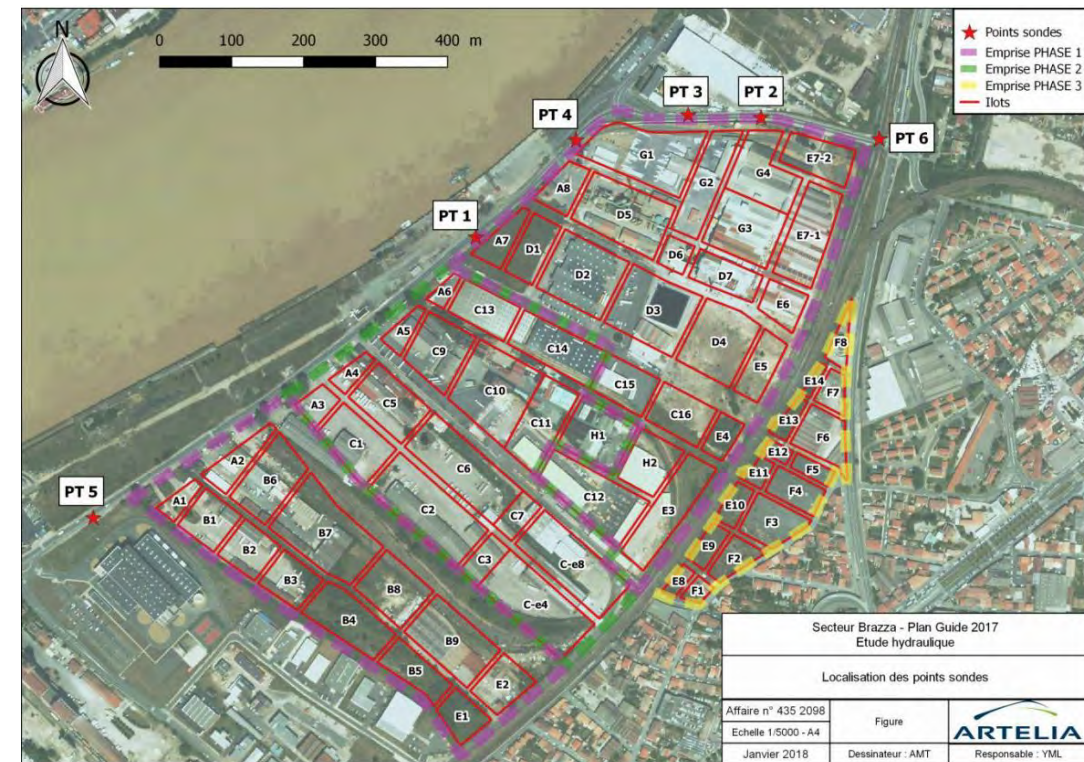 N
0 100 200 300 400 m
Points sondes
Emprise PHASE 1
Emprise PHASE 2
Emprise PHASE 3
Ilots
PT 3
PT 2
PT 4
PT 6
PT 1
PT 5
G1
E7-2
G4
G2
A8
D5
G3
E7-1
A7
D1
D6
D7
D2
A6
C13
D3
E6
D4
A5
C9
C14
E5
F8
A4
C5
C10
C15
E14
F7
A3
C16
C11
H1
E13
E4
F6
C1
E12
A2
C6
H2
F5
E11
B6
C12
F4
A1
E10
C2
C7
E3
B1
F3
B7
B2
E9
C3
C-e8
F2
B3
E8
F1
B8
C-e4
B4
B9
B5
E2
E1
Secteur Brazza - Plan Guide 2017
Etude hydraulique
Localisation des points sondes
Affaire n° 435 2098
Echelle 1/5000 - A4
Figure
ARTELIA
Janvier 2018
Dessinateur : AMT
Responsable : YML